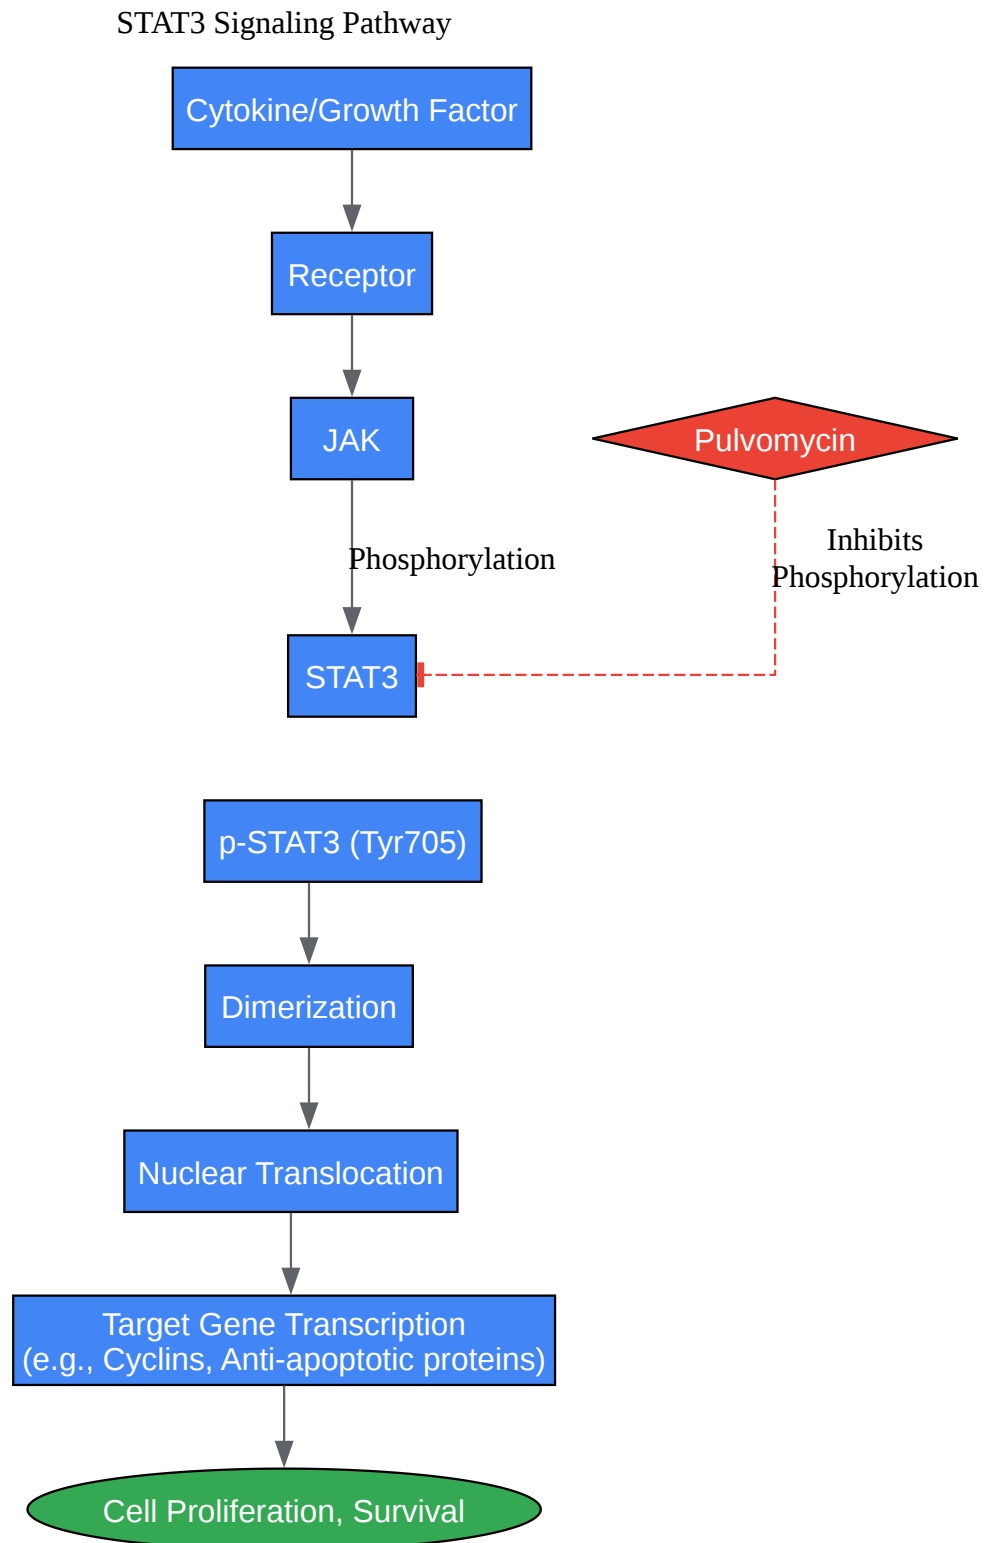 STAT3 Signaling Pathway
Cytokine/Growth Factor
Receptor
JAK
Pulvomycin
Phosphorylation
Inhibits
Phosphorylation
STAT3
p-STAT3 (Tyr705)
Dimerization
Nuclear Translocation
Target Gene Transcription
(e.g., Cyclins, Anti-apoptotic proteins)
Cell Proliferation, Survival